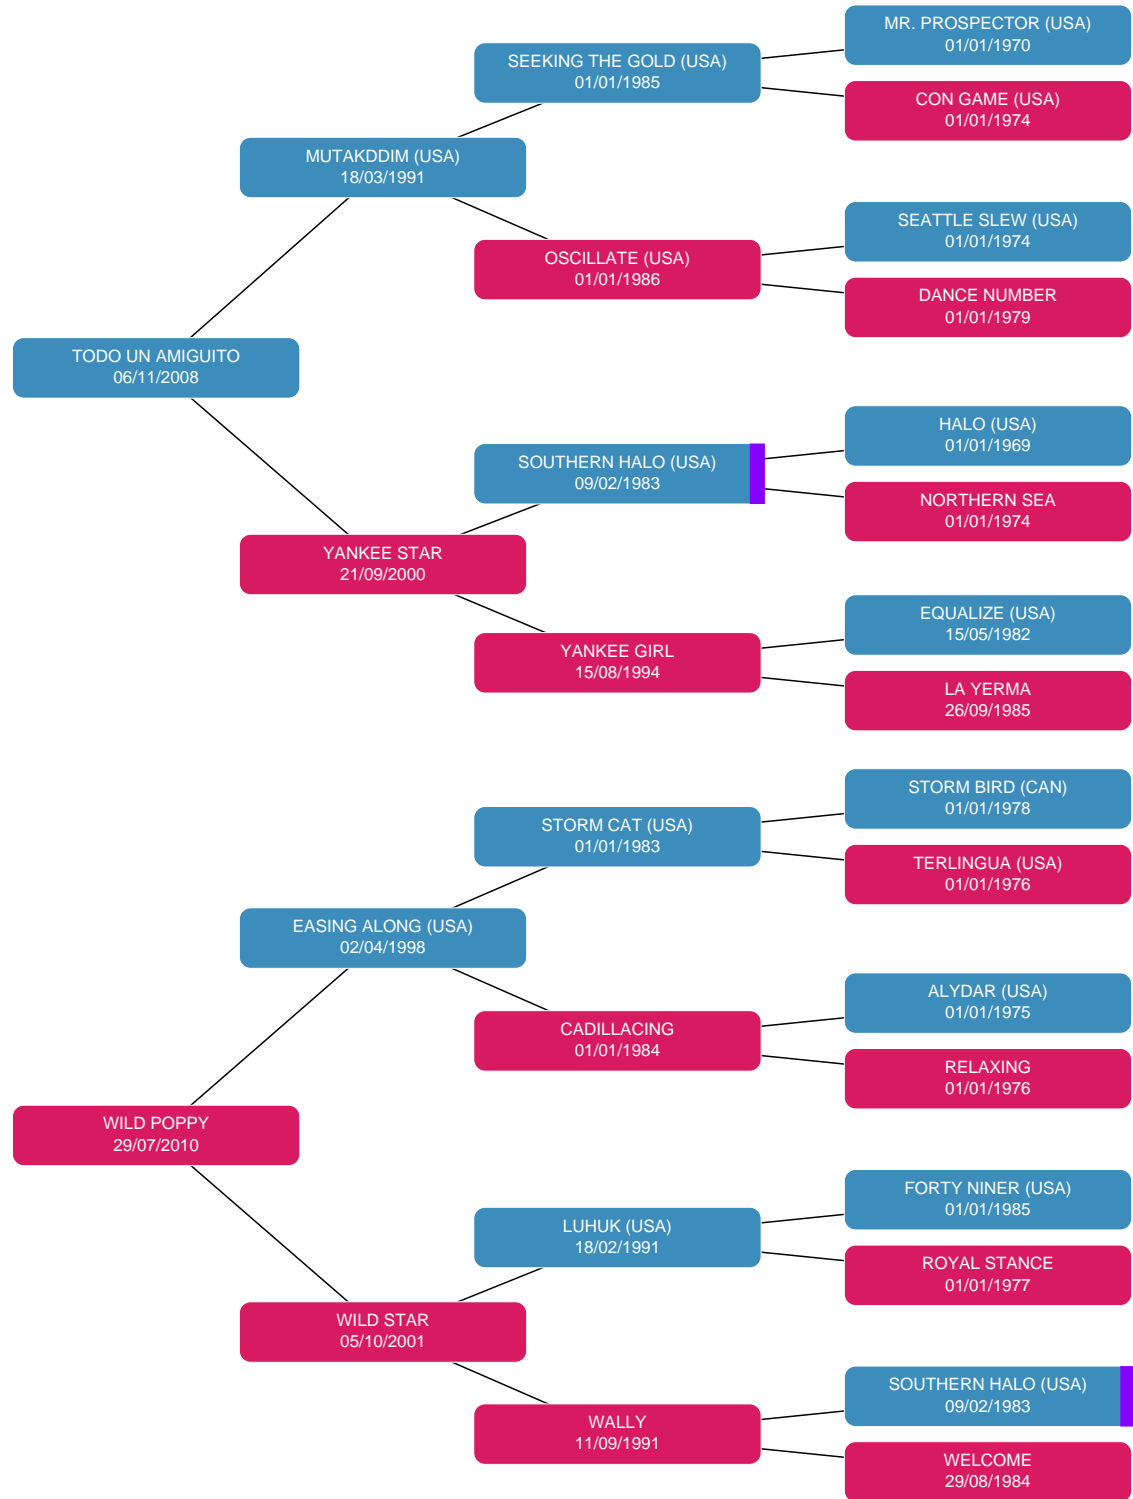 MR. PROSPECTOR (USA)
01/01/1970
SEEKING THE GOLD (USA)
01/01/1985
CON GAME (USA)
01/01/1974
MUTAKDDIM (USA)
18/03/1991
SEATTLE SLEW (USA)
01/01/1974
OSCILLATE (USA)
01/01/1986
DANCE NUMBER
01/01/1979
TODO UN AMIGUITO
06/11/2008
HALO (USA)
01/01/1969
SOUTHERN HALO (USA)
09/02/1983
NORTHERN SEA
01/01/1974
YANKEE STAR
21/09/2000
EQUALIZE (USA)
15/05/1982
YANKEE GIRL
15/08/1994
LA YERMA
26/09/1985
STORM BIRD (CAN)
01/01/1978
STORM CAT (USA)
01/01/1983
TERLINGUA (USA)
01/01/1976
EASING ALONG (USA)
02/04/1998
ALYDAR (USA)
01/01/1975
CADILLACING
01/01/1984
RELAXING
01/01/1976
WILD POPPY
29/07/2010
FORTY NINER (USA)
01/01/1985
LUHUK (USA)
18/02/1991
ROYAL STANCE
01/01/1977
WILD STAR
05/10/2001
SOUTHERN HALO (USA)
09/02/1983
WALLY
11/09/1991
WELCOME
29/08/1984